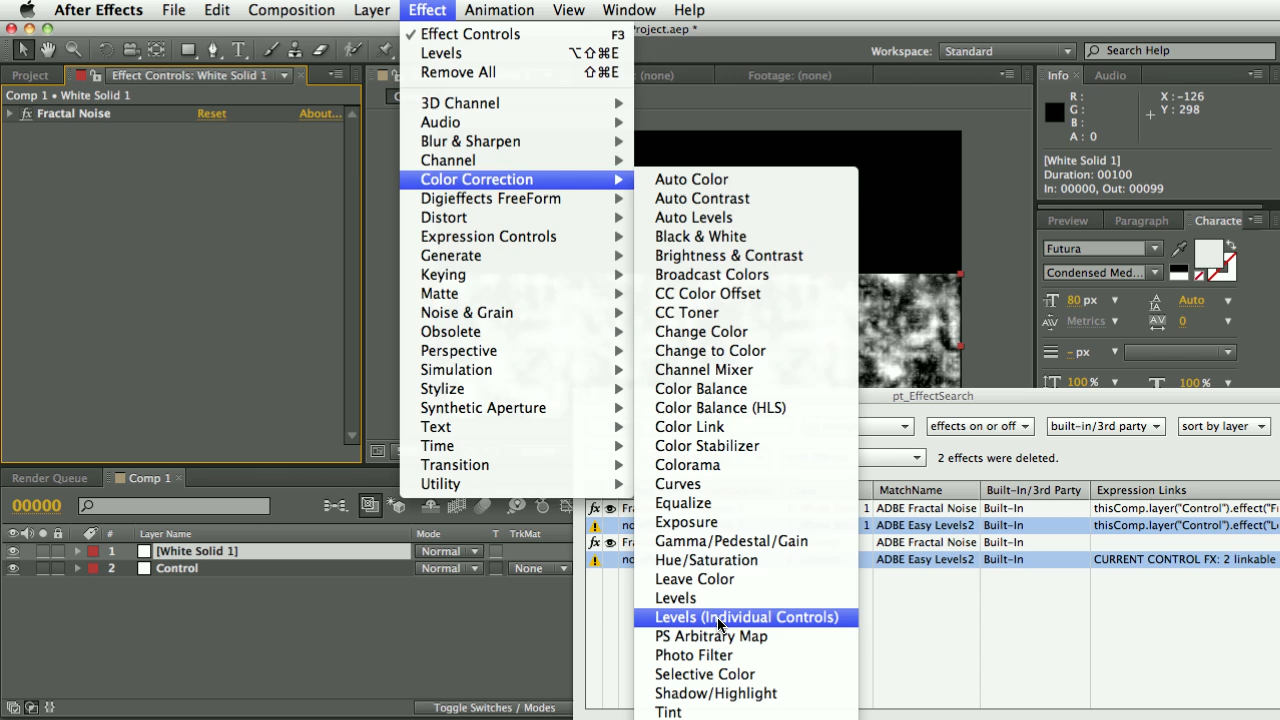 After Effects File Edit Composition Layer Effect Animation View Window Help
Project.aep *
Workspace: Standard Search Help
Project Effect Controls: White Solid 1
Comp 1 • White Solid 1
Fractal Noise Reset About...
✓ Effect Controls F3
Levels ⌥⇧⌘E
Remove All ⇧⌘E
3D Channel
Audio
Blur & Sharpen
Channel
Color Correction
Digieffects FreeForm
Distort
Expression Controls
Generate
Keying
Matte
Noise & Grain
Obsolete
Perspective
Simulation
Stylize
Synthetic Aperture
Text
Time
Transition
Utility
Auto Color
Auto Contrast
Auto Levels
Black & White
Brightness & Contrast
Broadcast Colors
CC Color Offset
CC Toner
Change Color
Change to Color
Channel Mixer
Color Balance
Color Balance (HLS)
Color Link
Color Stabilizer
Colorama
Curves
Equalize
Exposure
Gamma/Pedestal/Gain
Hue/Saturation
Leave Color
Levels
Levels (Individual Controls)
PS Arbitrary Map
Photo Filter
Selective Color
Shadow/Highlight
Tint
(none) Footage: (none)
Info Audio
R : X : -126
G : Y : 298
B :
A : 0
[White Solid 1]
Duration: 00100
In: 00000, Out: 00099
Preview Paragraph Characte
Futura
Condensed Med...
80 px Auto
Metrics 0
- px
100 % 100 %
pt_EffectSearch
effects on or off built-in/3rd party sort by layer
2 effects were deleted.
MatchName Built-In/3rd Party Expression Links
fx Fra 1 ADBE Fractal Noise Built-In thisComp.layer("Control").effect("F
no 1 ADBE Easy Levels2 Built-In thisComp.layer("Control").effect("L
fx Fra ADBE Fractal Noise Built-In
no ADBE Easy Levels2 Built-In CURRENT CONTROL FX: 2 linkable
Render Queue Comp 1
00000
# Layer Name Mode T TrkMat
1 [White Solid 1] Normal
2 Control Normal None
Toggle Switches / Modes